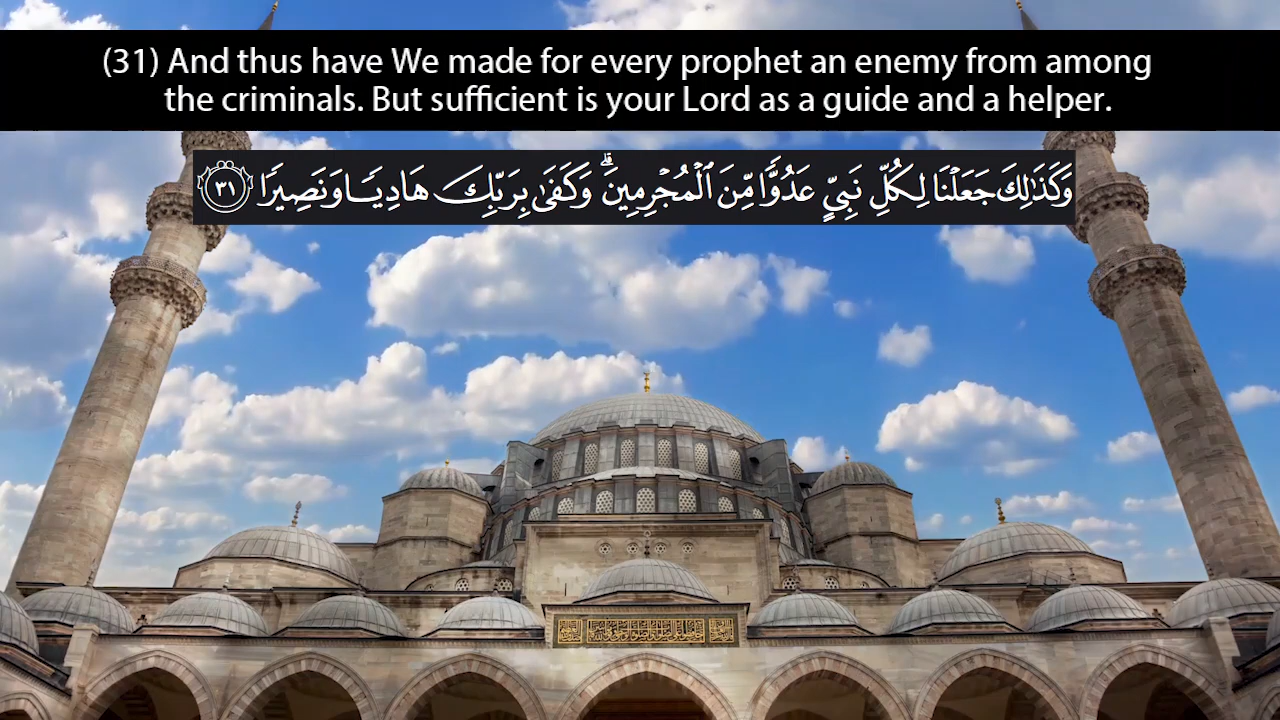 (31) And thus have We made for every prophet an enemy from among
the criminals. But sufficient is your Lord as a guide and a helper.
وَكَذَٰلِكَ جَعَلۡنَا لِكُلِّ نَبِيٍّ عَدُوّٗا مِّنَ ٱلۡمُجۡرِمِينَۗ وَكَفَىٰ بِرَبِّكَ هَادِيٗا وَنَصِيرٗا ٣١